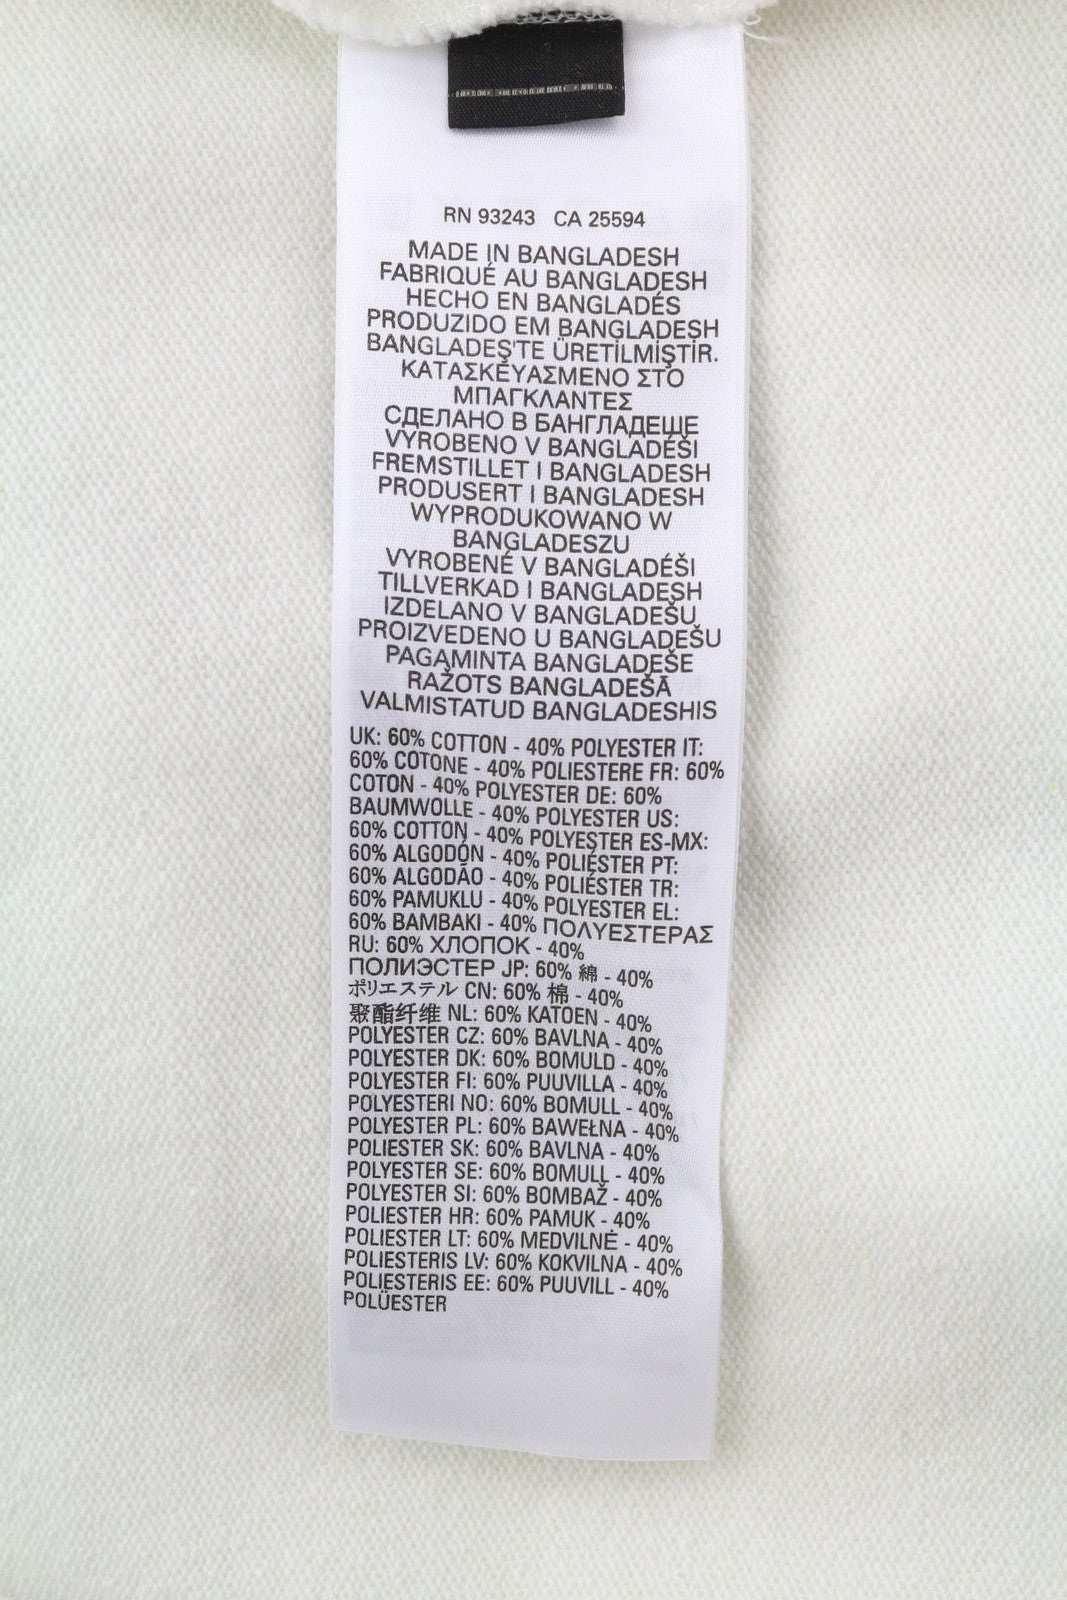 RN 93243 CA 25594
MADE IN BANGLADESH
FABRIQUÉ AU BANGLADESH
HECHO EN BANGLADÉS
PRODUZIDO EM BANGLADESH
BANGLADEŞ'TE ÜRETİLMİŞTİR.
ΚΑΤΑΣΚΕΥΑΣΜΕΝΟ ΣΤΟ
ΜΠΑΓΚΛΑΝΤΕΣ
СДЕЛАНО В БАНГЛАДЕШЕ
VYROBENO V BANGLADÉŠI
FREMSTILLET I BANGLADESH
PRODUSERT I BANGLADESH
WYPRODUKOWANO W
BANGLADESZU
VYROBENÉ V BANGLADÉŠI
TILLVERKAD I BANGLADESH
IZDELANO V BANGLADEŠU
PROIZVEDENO U BANGLADEŠU
PAGAMINTA BANGLADEŠE
RAŽOTS BANGLADEŠĀ
VALMISTATUD BANGLADESHIS
UK: 60% COTTON - 40% POLYESTER IT:
60% COTONE - 40% POLIESTERE FR: 60%
COTON - 40% POLYESTER DE: 60%
BAUMWOLLE - 40% POLYESTER US:
60% COTTON - 40% POLYESTER ES-MX:
60% ALGODÓN - 40% POLIÉSTER PT:
60% ALGODÃO - 40% POLIÉSTER TR:
60% PAMUKLU - 40% POLYESTER EL:
60% ΒΑΜΒΑΚΙ - 40% ΠΟΛΥΕΣΤΕΡΑΣ
RU: 60% ХЛОПОК - 40%
ПОЛИЭСТЕР JP: 60% 綿 - 40%
ポリエステル CN: 60% 棉 - 40%
聚酯纤维 NL: 60% KATOEN - 40%
POLYESTER CZ: 60% BAVLNA - 40%
POLYESTER DK: 60% BOMULD - 40%
POLYESTER FI: 60% PUUVILLA - 40%
POLYESTERI NO: 60% BOMULL - 40%
POLYESTER PL: 60% BAWEŁNA - 40%
POLIESTER SK: 60% BAVLNA - 40%
POLYESTER SE: 60% BOMULL - 40%
POLYESTER SI: 60% BOMBAŽ - 40%
POLIESTER HR: 60% PAMUK - 40%
POLIESTER LT: 60% MEDVILNĖ - 40%
POLIESTERIS LV: 60% KOKVILNA - 40%
POLIESTERIS EE: 60% PUUVILL - 40%
POLÜESTER